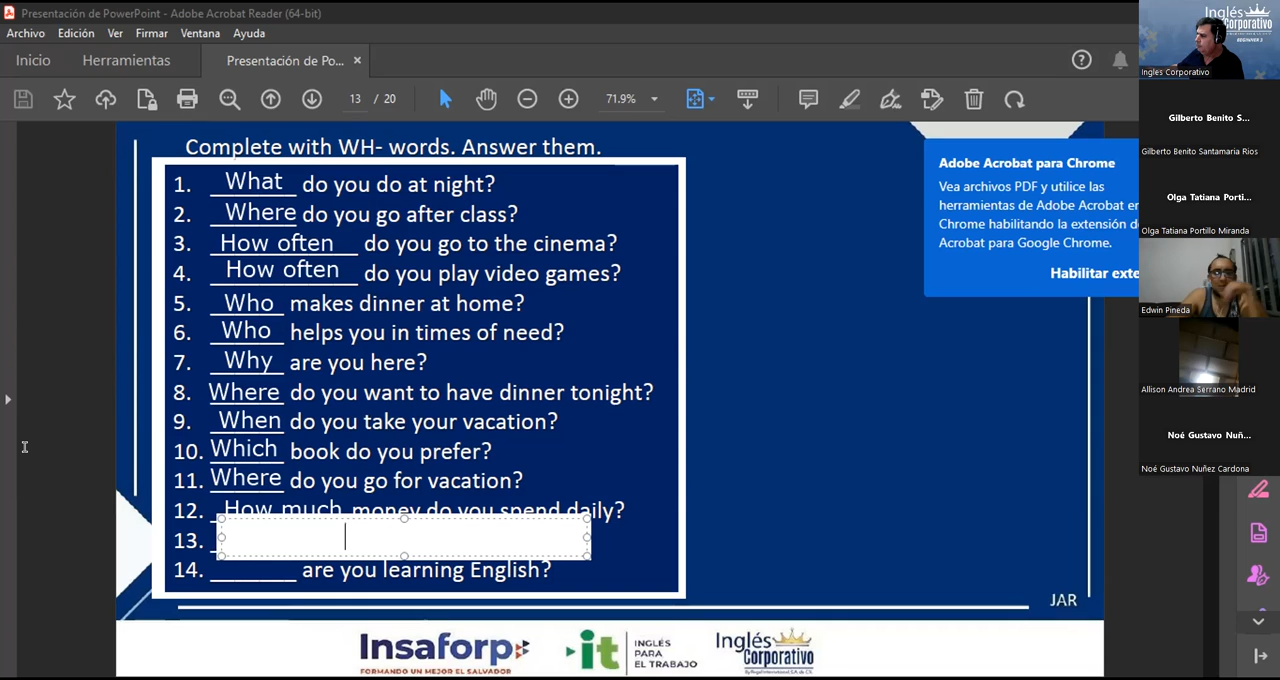 Presentación de PowerPoint - Adobe Acrobat Reader (64-bit)
Archivo Edición Ver Firmar Ventana Ayuda
Inicio Herramientas Presentación de Po... ×
13 / 20 71.9%
Complete with WH- words. Answer them.
1. What do you do at night?
2. Where do you go after class?
3. How often do you go to the cinema?
4. How often do you play video games?
5. Who makes dinner at home?
6. Who helps you in times of need?
7. Why are you here?
8. Where do you want to have dinner tonight?
9. When do you take your vacation?
10. Which book do you prefer?
11. Where do you go for vacation?
12. How much money do you spend daily?
13.
14. _______ are you learning English?
JAR
Insaforp
FORMANDO UN MEJOR EL SALVADOR
it INGLÉS
PARA
EL TRABAJO
Inglés
Corporativo
Adobe Acrobat para Chrome
Vea archivos PDF y utilice las
herramientas de Adobe Acrobat en
Chrome habilitando la extensión d
Acrobat para Google Chrome.
Habilitar exte
Inglés
Corporativo
BEGINNER 3
Ingles Corporativo
Gilberto Benito S...
Gilberto Benito Santamaria Rios
Olga Tatiana Porti...
Olga Tatiana Portillo Miranda
Edwin Pineda
Allison Andrea Serrano Madrid
Noé Gustavo Nuñ...
Noé Gustavo Nuñez Cardona